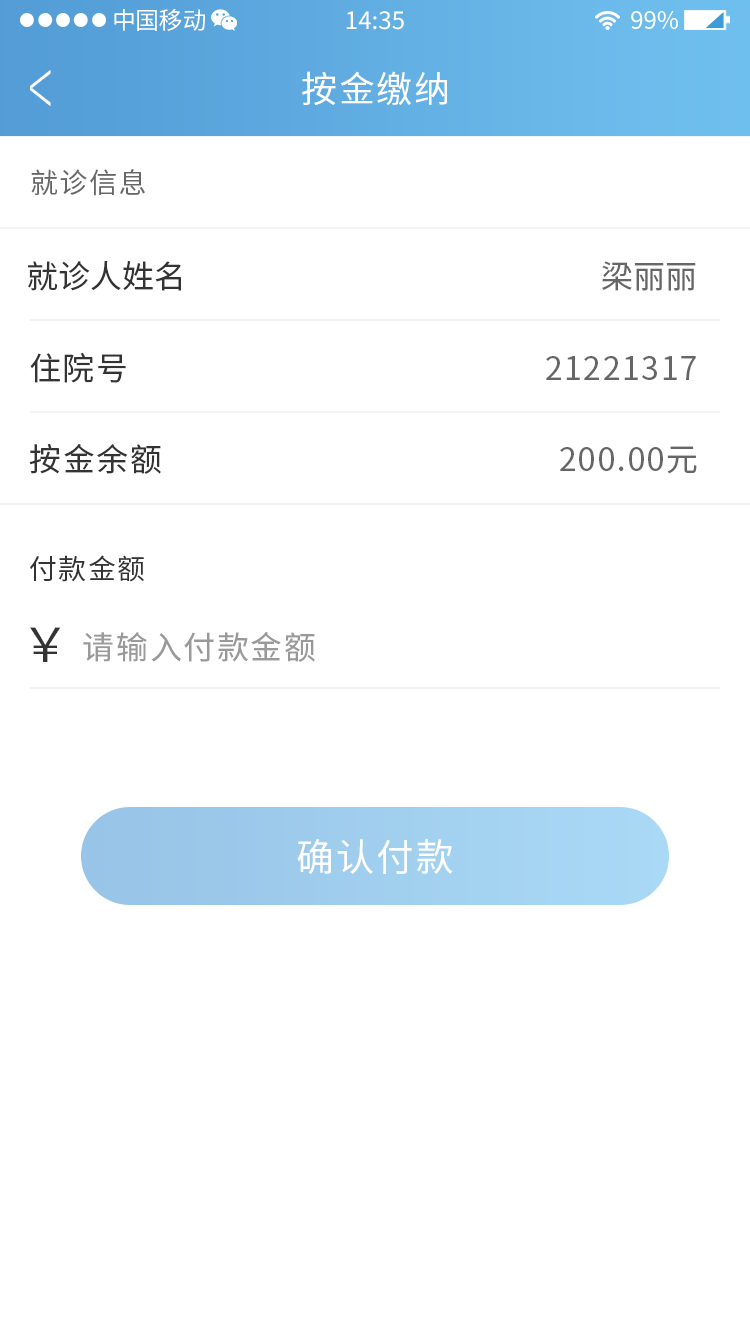 中国移动 14:35 99%
按金缴纳
就诊信息
就诊人姓名 梁丽丽
住院号 21221317
按金余额 200.00元
付款金额
¥ 请输入付款金额
确认付款